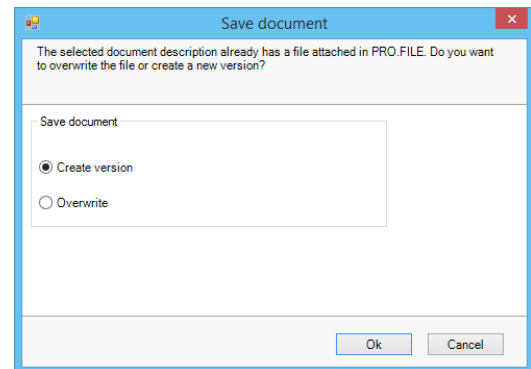 Save document
The selected document description already has a file attached in PRO.FILE. Do you want
to overwrite the file or create a new version?
Save document
Create version
Overwrite
Ok Cancel